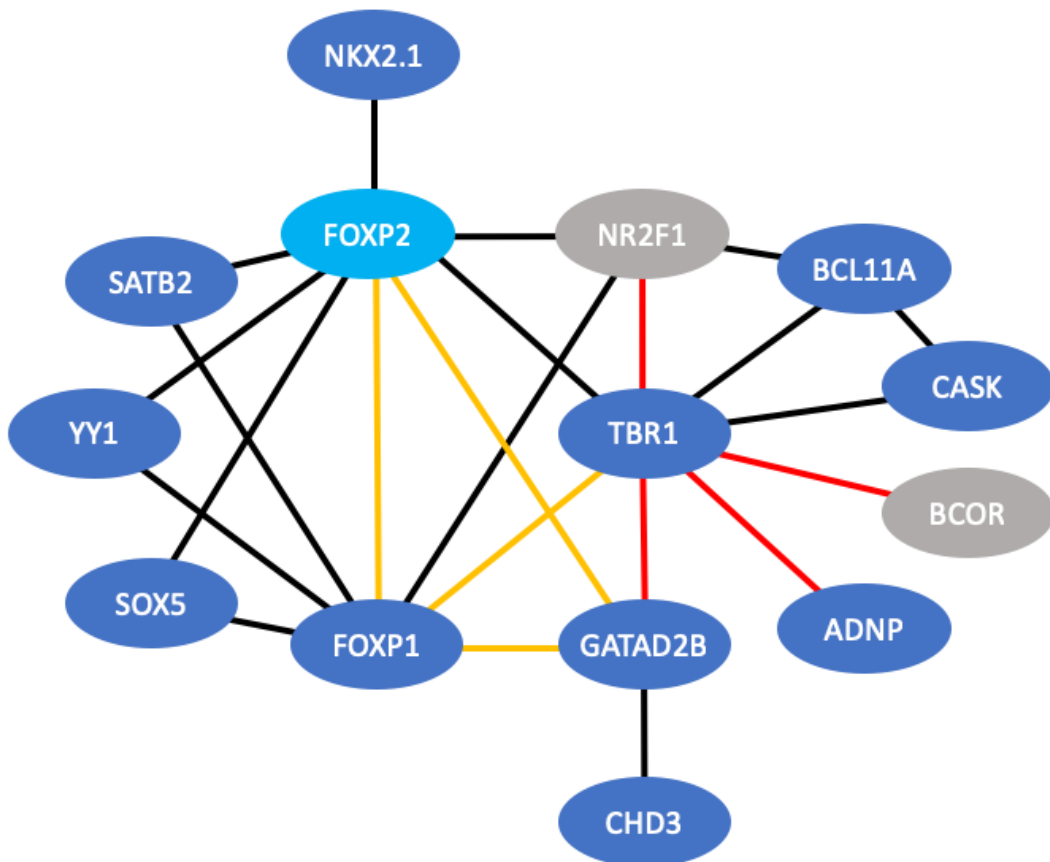 NKX2.1
FOXP2
NR2F1
SATB2
BCL11A
CASK
YY1
TBR1
BCOR
SOX5
FOXP1
GATAD2B
ADNP
CHD3